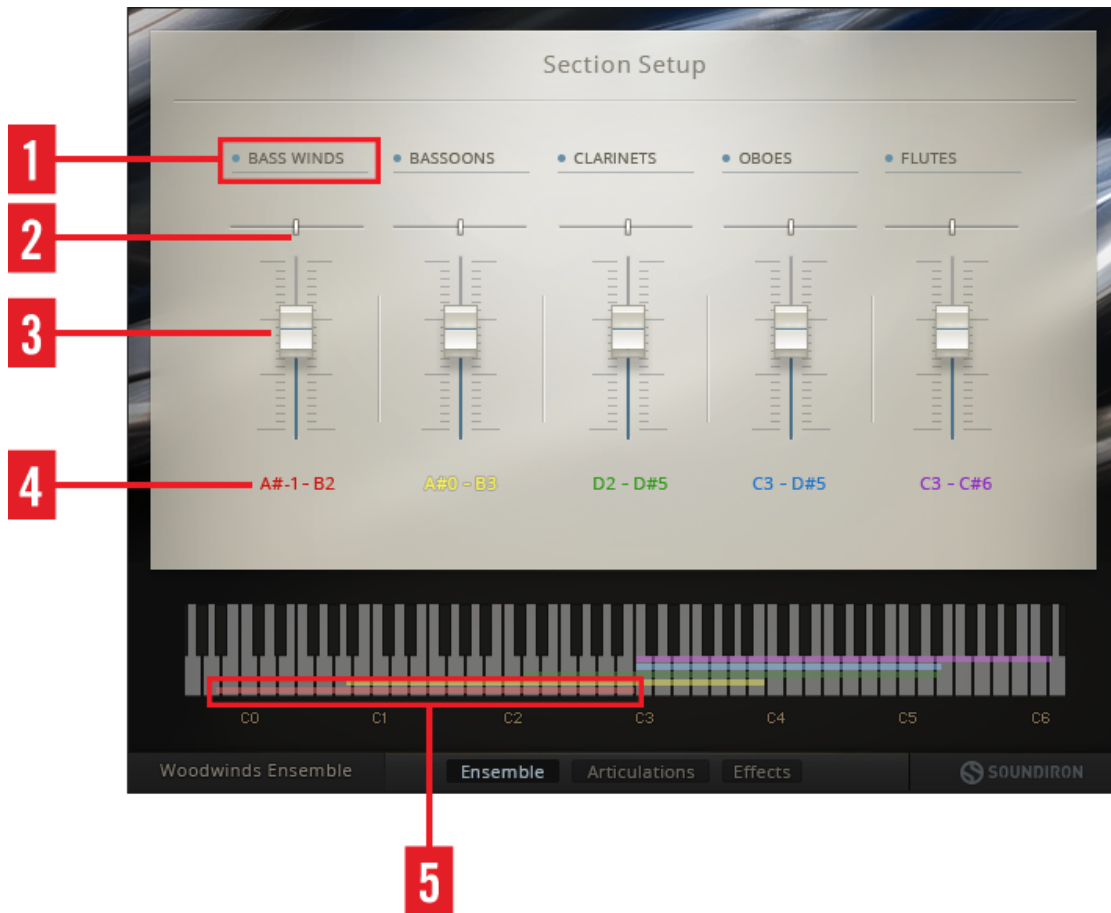 Section Setup
1
BASS WINDS BASSOONS CLARINETS OBOES FLUTES
2
3
4
A#-1 - B2 A#0 - B3 D2 - D#5 C3 - D#5 C3 - C#6
C0 C1 C2 C3 C4 C5 C6
Woodwinds Ensemble Ensemble Articulations Effects SOUNDIRON
5